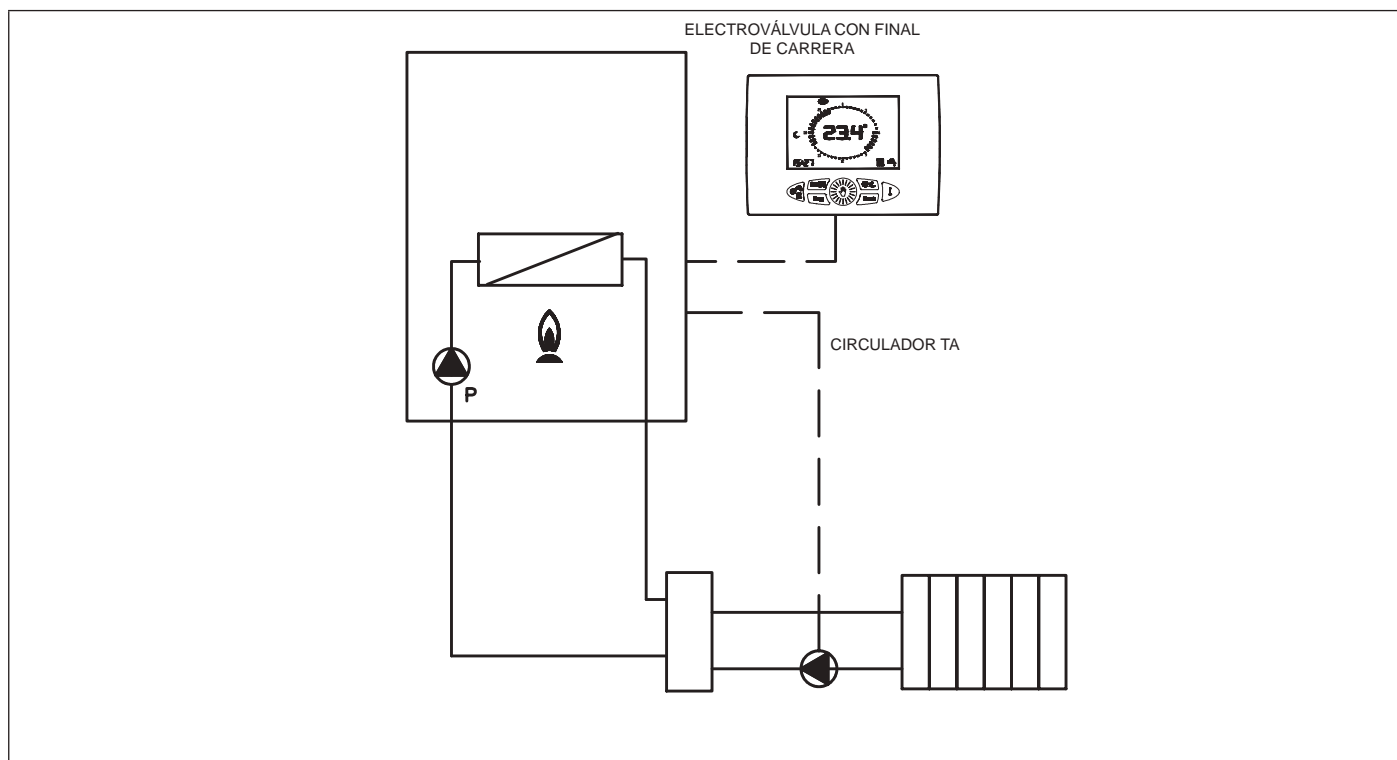 ELECTROVÁLVULA CON FINAL
DE CARRERA
23.4°
CIRCULADOR TA
P